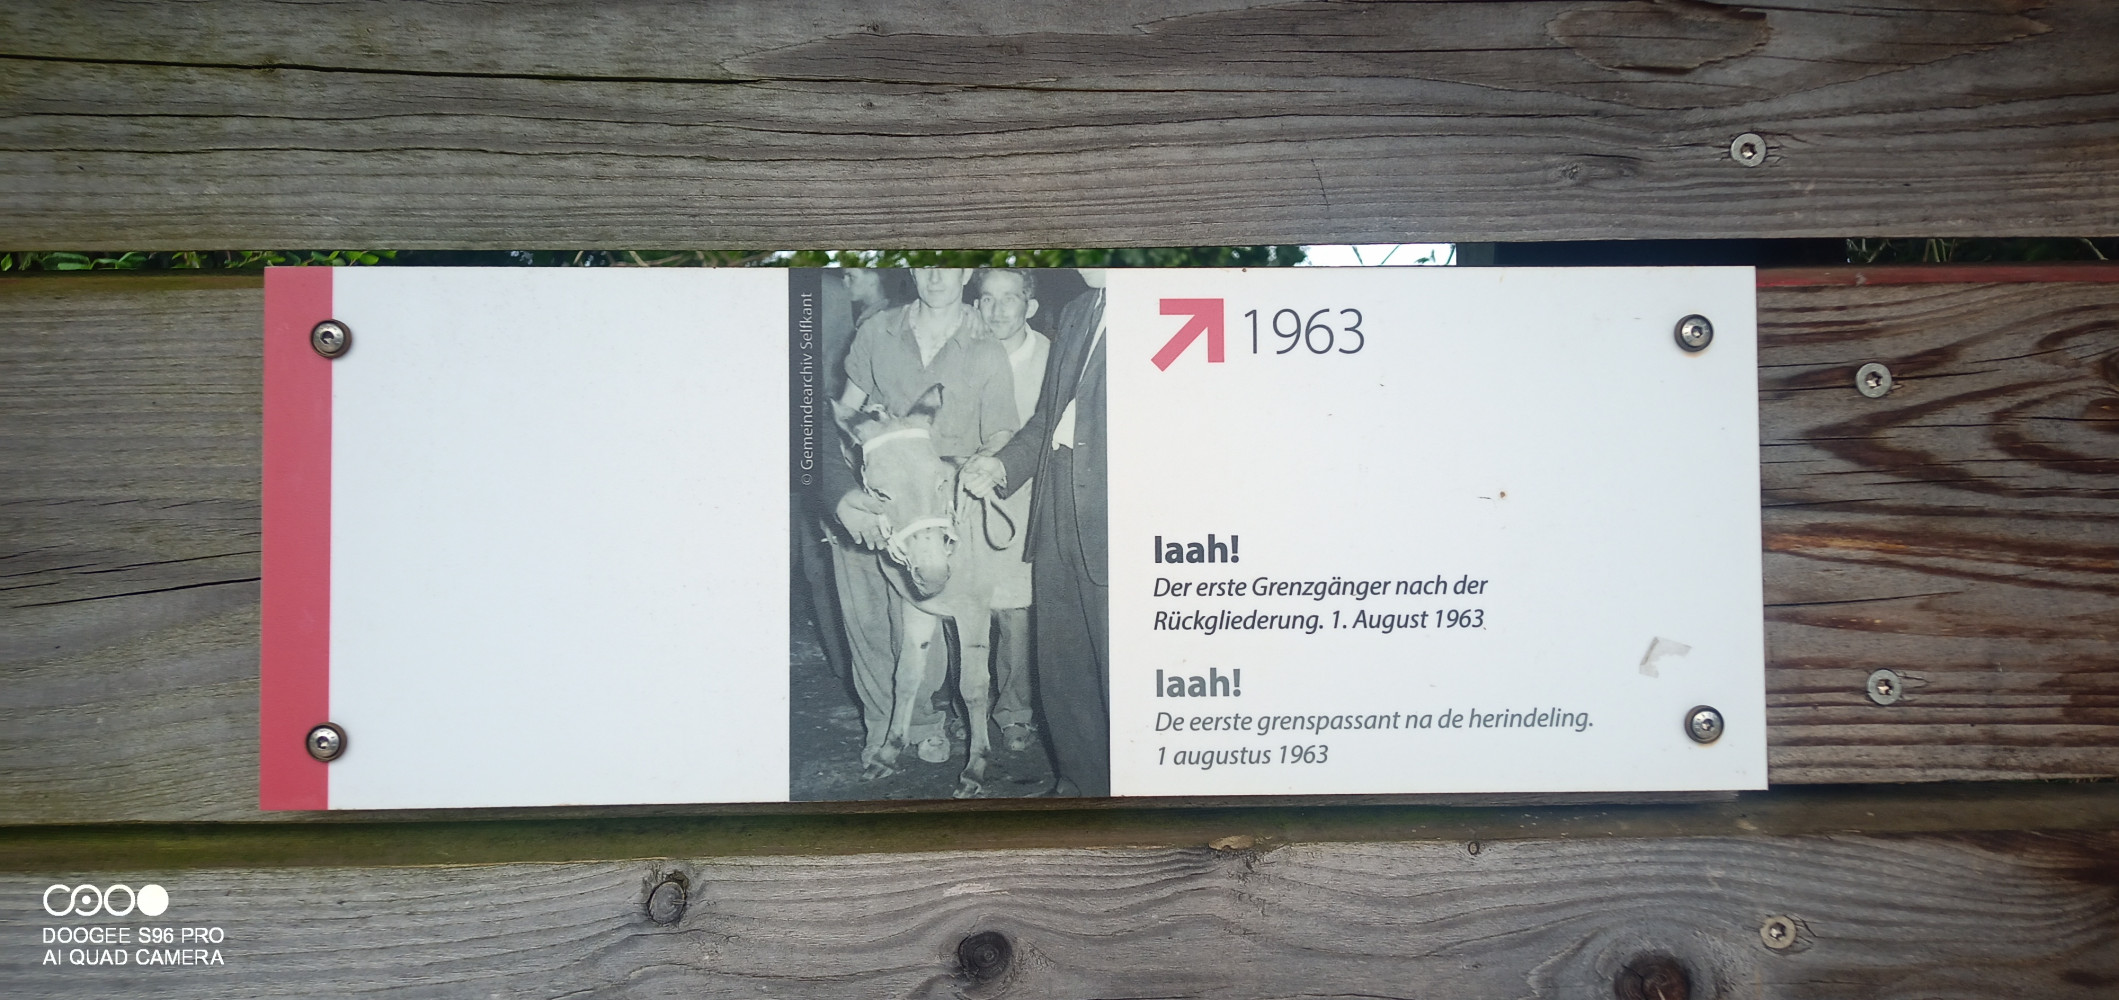 © Gemeindearchiv Selfkant
1963
Iaah!
Der erste Grenzgänger nach der
Rückgliederung. 1. August 1963
Iaah!
De eerste grenspassant na de herindeling.
1 augustus 1963
DOOGEE S96 PRO
AI QUAD CAMERA